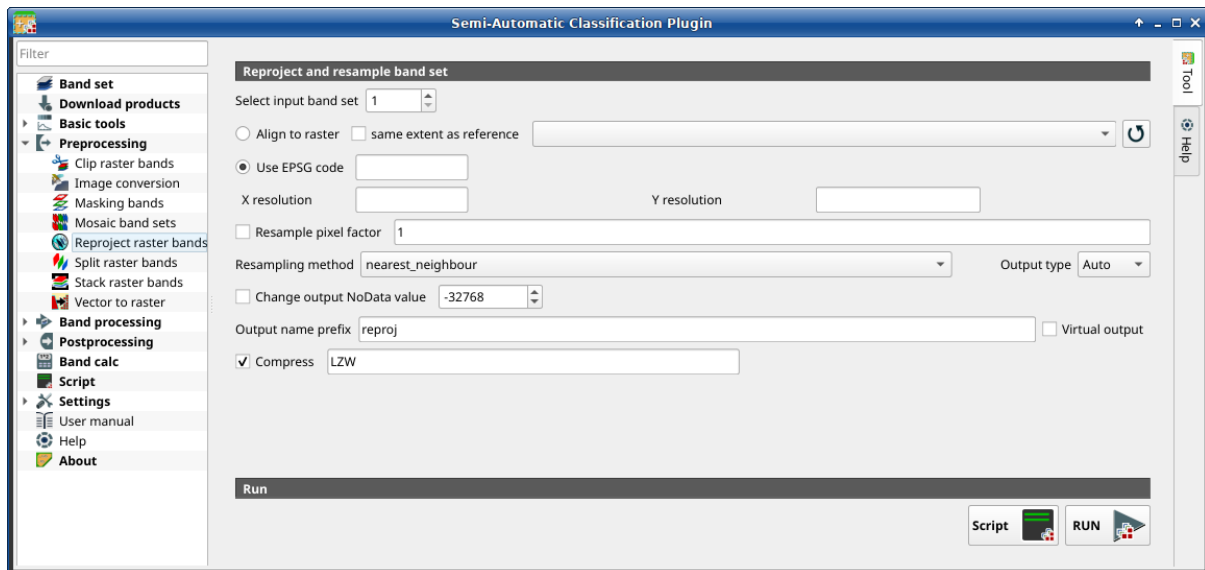 Semi-Automatic Classification Plugin
Filter
Band set
Download products
Basic tools
Preprocessing
Clip raster bands
Image conversion
Masking bands
Mosaic band sets
Reproject raster bands
Split raster bands
Stack raster bands
Vector to raster
Band processing
Postprocessing
Band calc
Script
Settings
User manual
Help
About
Reproject and resample band set
Select input band set 1
Align to raster same extent as reference
Use EPSG code
X resolution Y resolution
Resample pixel factor 1
Resampling method nearest_neighbour Output type Auto
Change output NoData value -32768
Output name prefix reproj Virtual output
Compress LZW
Run
Script RUN
Tool
Help